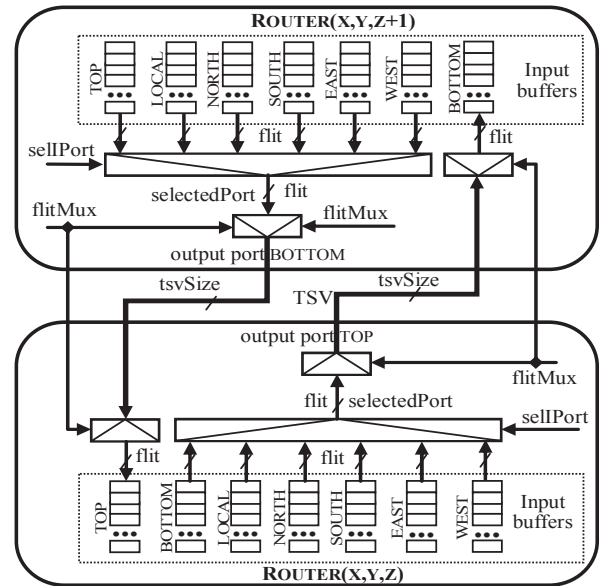 ROUTER(X,Y,Z+1)
TOP
LOCAL
NORTH
SOUTH
EAST
WEST
BOTTOM
Input
buffers
flit
flit
selIPort
selectedPort
flit
flitMux
flitMux
output port BOTTOM
tsvSize
TSV
tsvSize
output port TOP
flitMux
flit
selectedPort
selIPort
flit
flit
TOP
BOTTOM
LOCAL
NORTH
SOUTH
EAST
WEST
Input
buffers
ROUTER(X,Y,Z)